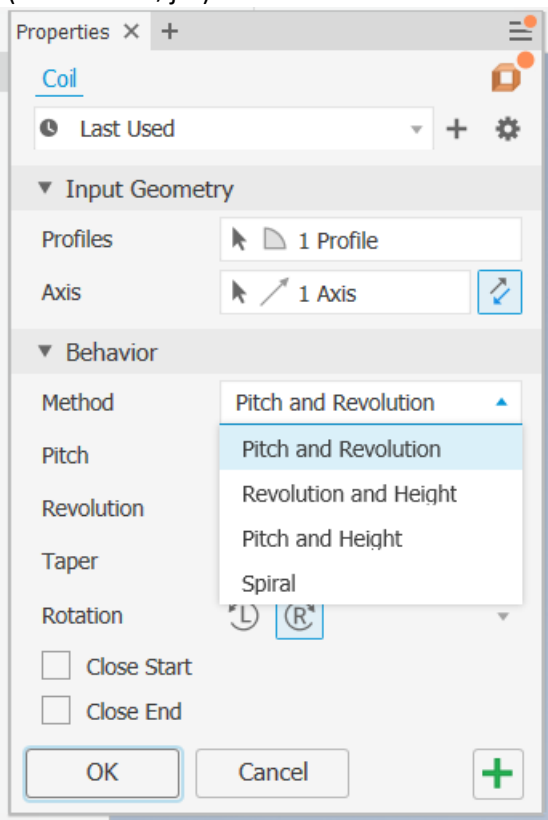 Properties × +
Coil
Last Used
Input Geometry
Profiles 1 Profile
Axis 1 Axis
Behavior
Method Pitch and Revolution
Pitch Pitch and Revolution
Revolution Revolution and Height
Pitch and Height
Taper Spiral
Rotation L R
Close Start
Close End
OK Cancel